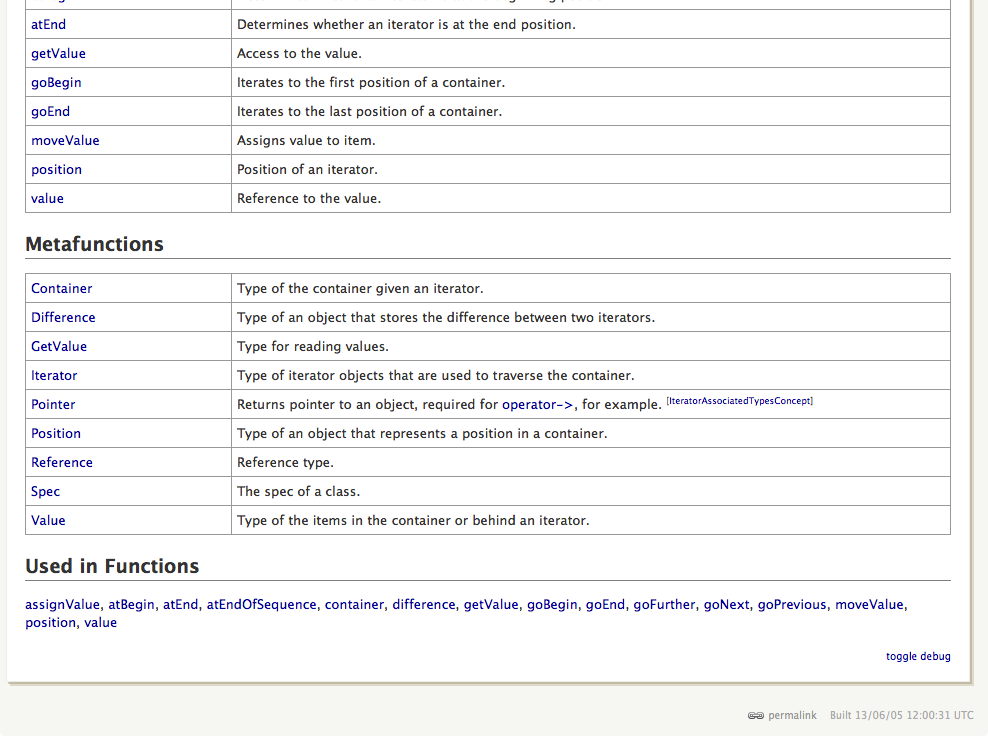 atEnd Determines whether an iterator is at the end position.
getValue Access to the value.
goBegin Iterates to the first position of a container.
goEnd Iterates to the last position of a container.
moveValue Assigns value to item.
position Position of an iterator.
value Reference to the value.
Metafunctions
Container Type of the container given an iterator.
Difference Type of an object that stores the difference between two iterators.
GetValue Type for reading values.
Iterator Type of iterator objects that are used to traverse the container.
Pointer Returns pointer to an object, required for operator->, for example. [IteratorAssociatedTypesConcept]
Position Type of an object that represents a position in a container.
Reference Reference type.
Spec The spec of a class.
Value Type of the items in the container or behind an iterator.
Used in Functions
assignValue, atBegin, atEnd, atEndOfSequence, container, difference, getValue, goBegin, goEnd, goFurther, goNext, goPrevious, moveValue,
position, value
toggle debug
permalink Built 13/06/05 12:00:31 UTC